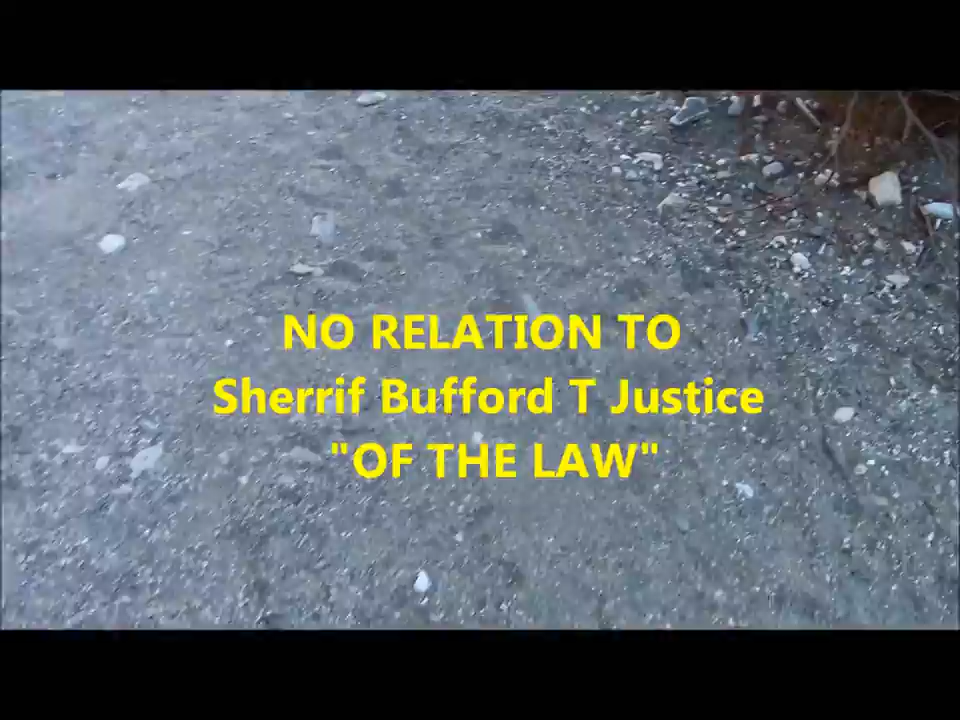 NO RELATION TO
Sherrif Bufford T Justice
"OF THE LAW"